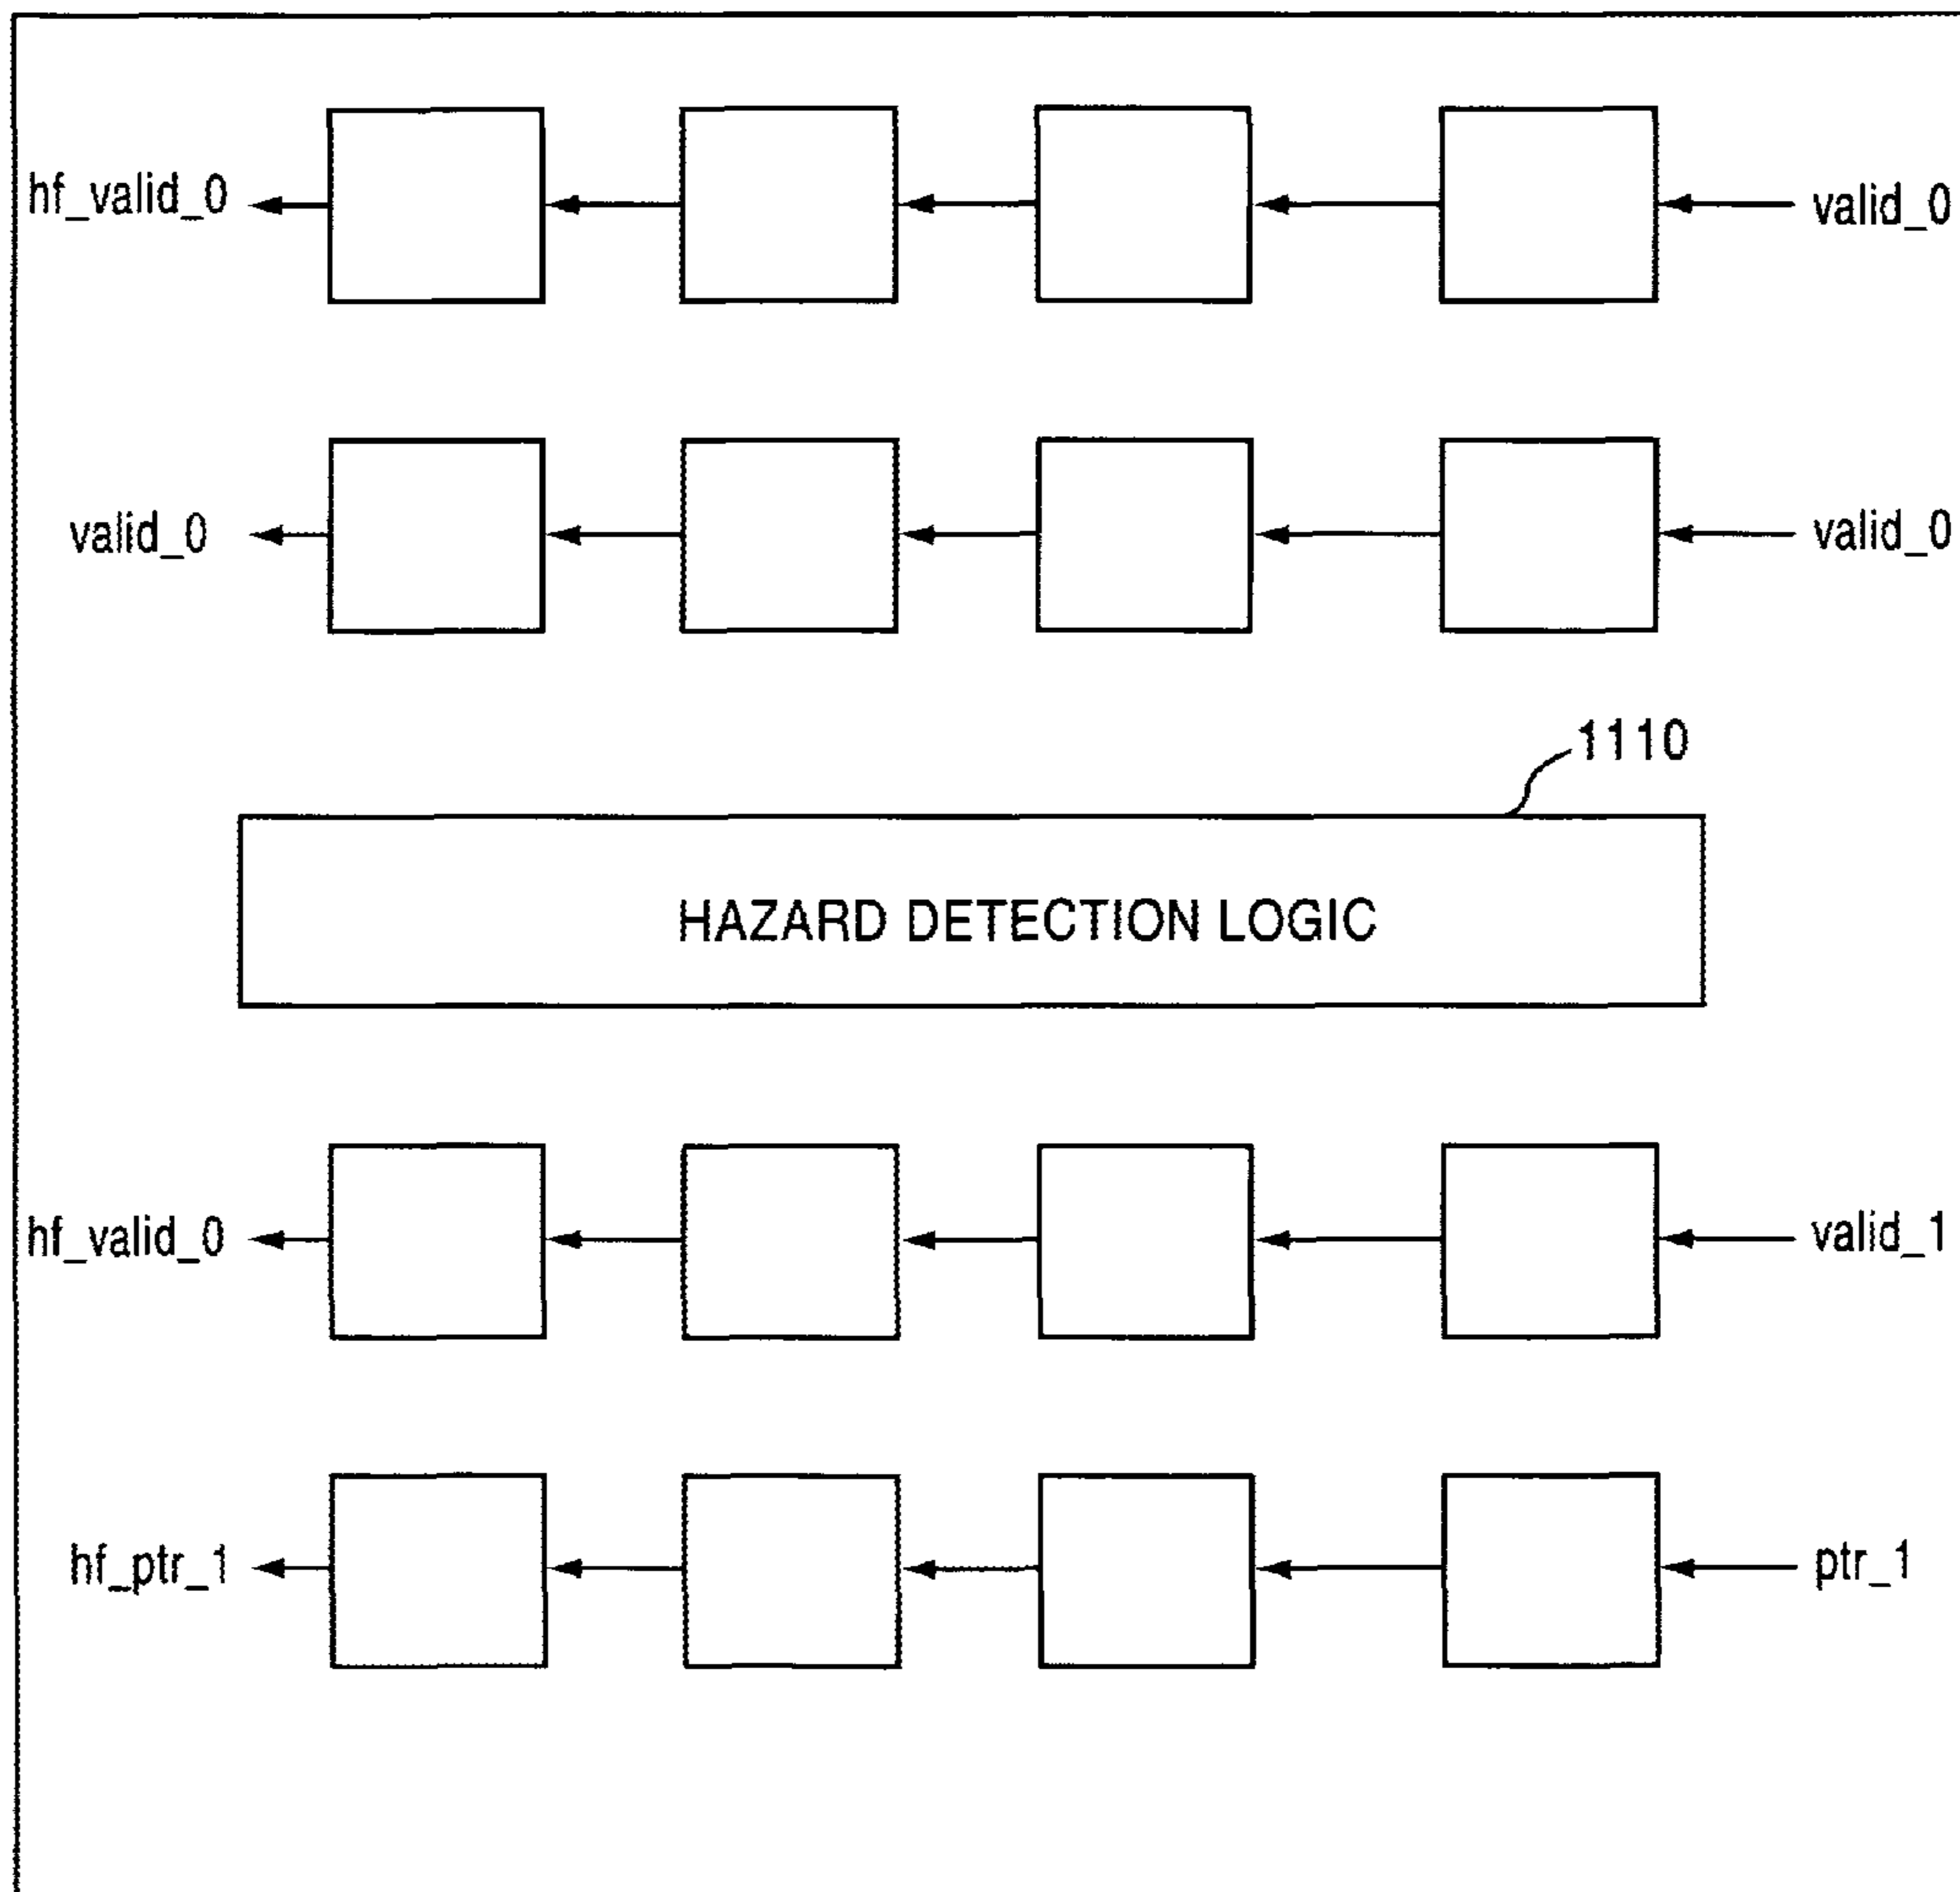 hf_valid_0 valid_0
valid_0 valid_0
1110
HAZARD DETECTION LOGIC
hf_valid_0 valid_1
hf_ptr_1 ptr_1